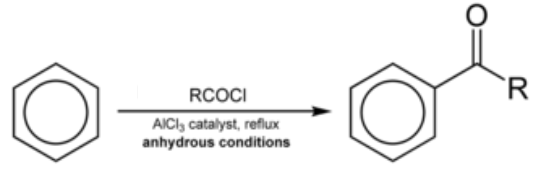 O
RCOCl
R
AlCl₃ catalyst, reflux
anhydrous conditions